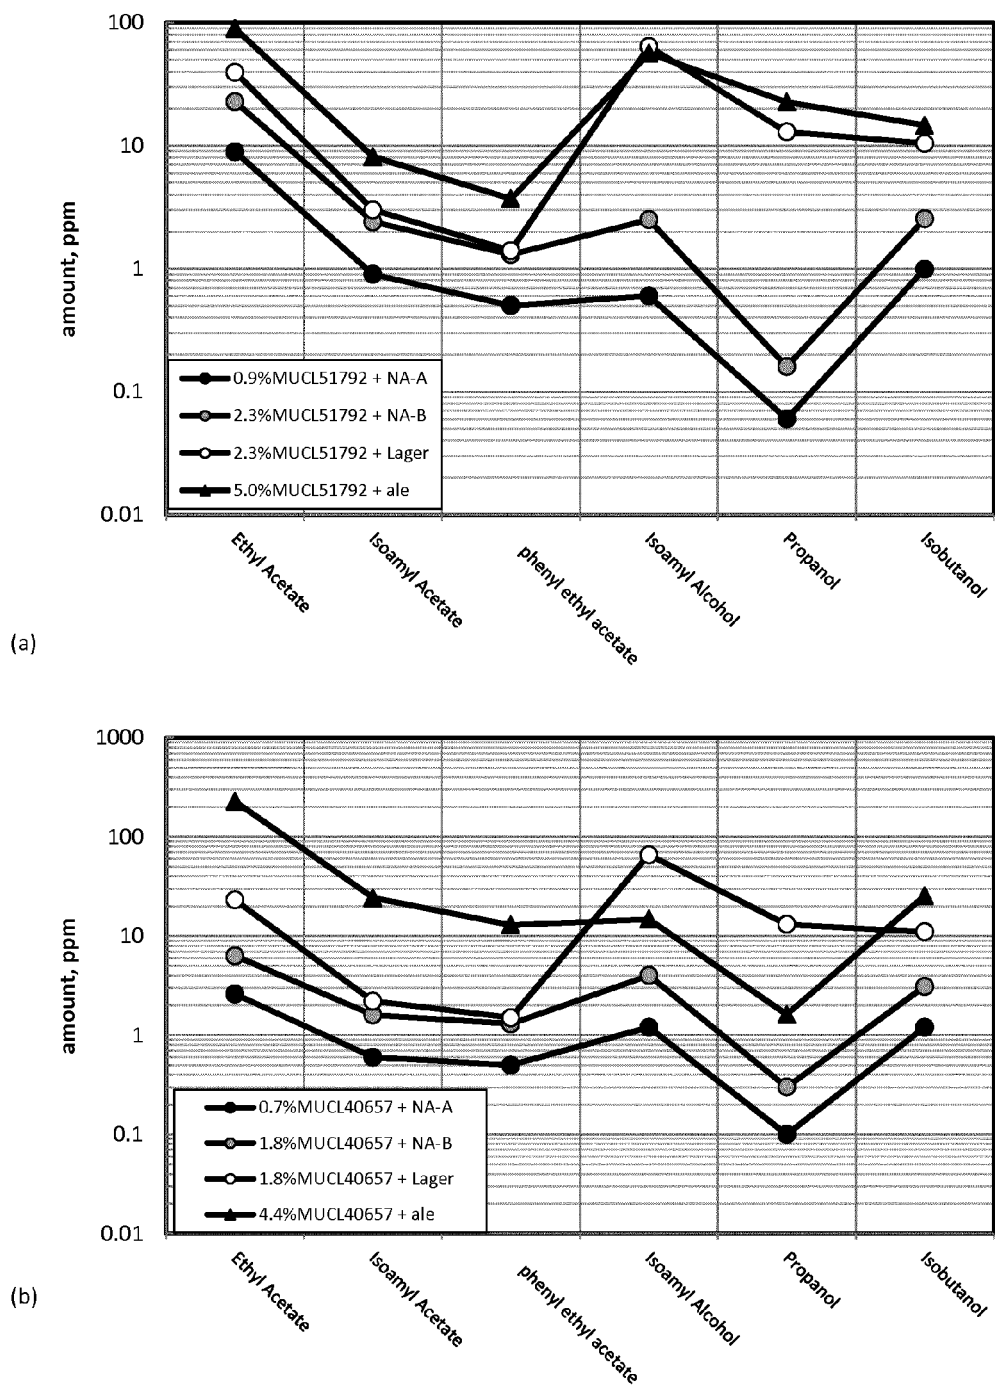 100
10
1
0.1
0.01
amount, ppm
0.9%MUCL51792 + NA-A
2.3%MUCL51792 + NA-B
2.3%MUCL51792 + Lager
5.0%MUCL51792 + ale
Ethyl Acetate
Isoamyl Acetate
phenyl ethyl acetate
Isoamyl Alcohol
Propanol
Isobutanol
(a)
1000
100
10
1
0.1
0.01
amount, ppm
0.7%MUCL40657 + NA-A
1.8%MUCL40657 + NA-B
1.8%MUCL40657 + Lager
4.4%MUCL40657 + ale
Ethyl Acetate
Isoamyl Acetate
phenyl ethyl acetate
Isoamyl Alcohol
Propanol
Isobutanol
(b)